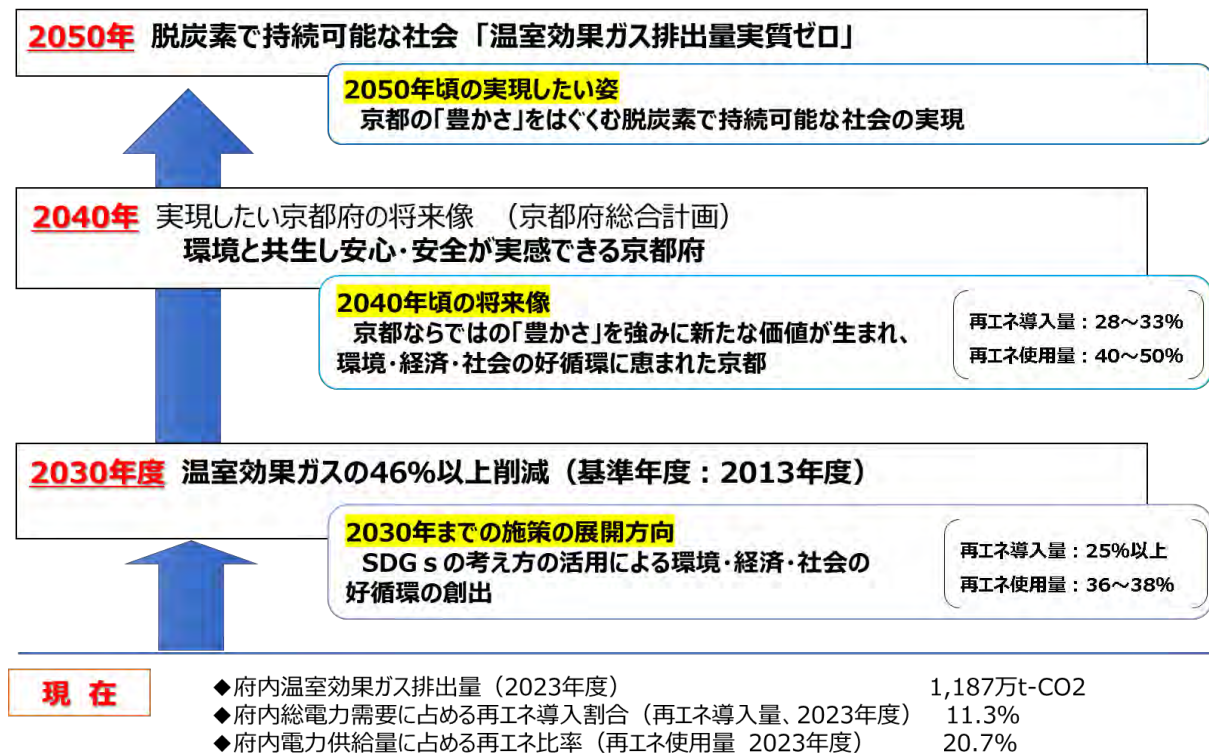 2050年 脱炭素で持続可能な社会「温室効果ガス排出量実質ゼロ」
2050年頃の実現したい姿
京都の「豊かさ」をはぐくむ脱炭素で持続可能な社会の実現
2040年 実現したい京都府の将来像 （京都府総合計画）
環境と共生し安心・安全が実感できる京都府
2040年頃の将来像
京都ならではの「豊かさ」を強みに新たな価値が生まれ、
環境・経済・社会の好循環に恵まれた京都
再エネ導入量：28～33%
再エネ使用量：40～50%
2030年度 温室効果ガスの46%以上削減（基準年度：2013年度）
2030年までの施策の展開方向
SDGｓの考え方の活用による環境・経済・社会の
好循環の創出
再エネ導入量：25%以上
再エネ使用量：36～38%
現 在
◆府内温室効果ガス排出量（2023年度） 1,187万t-CO2
◆府内総電力需要に占める再エネ導入割合（再エネ導入量、2023年度） 11.3%
◆府内電力供給量に占める再エネ比率（再エネ使用量 2023年度） 20.7%